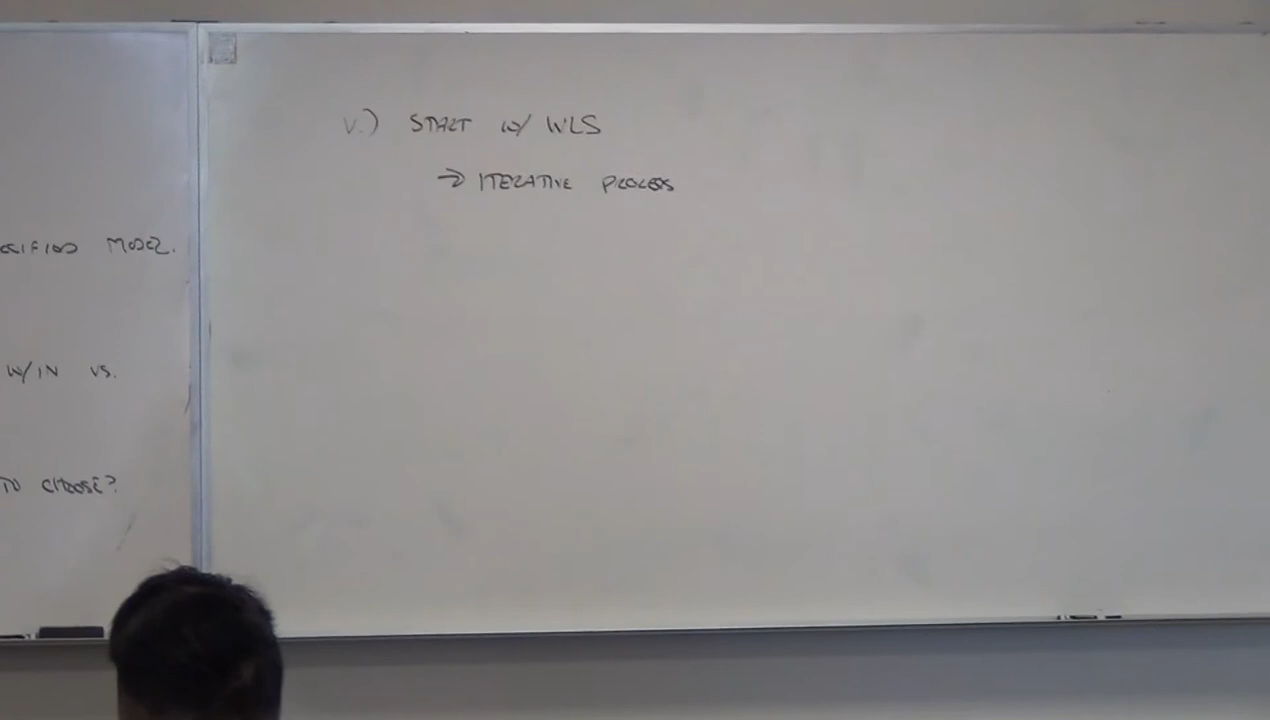 MODEL.
W/IN VS.
TO CHOOSE?
V.) START W/ WLS
→ ITERATIVE PROCESS